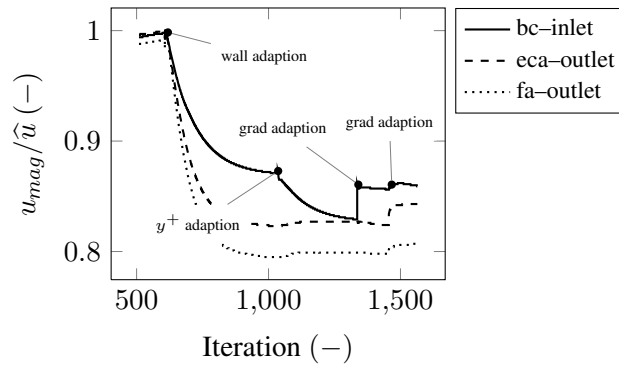 1
0.9
0.8
500
1,000
1,500
Iteration (−)
u_mag/û (−)
wall adaption
y⁺ adaption
grad adaption
grad adaption
bc–inlet
eca–outlet
fa–outlet